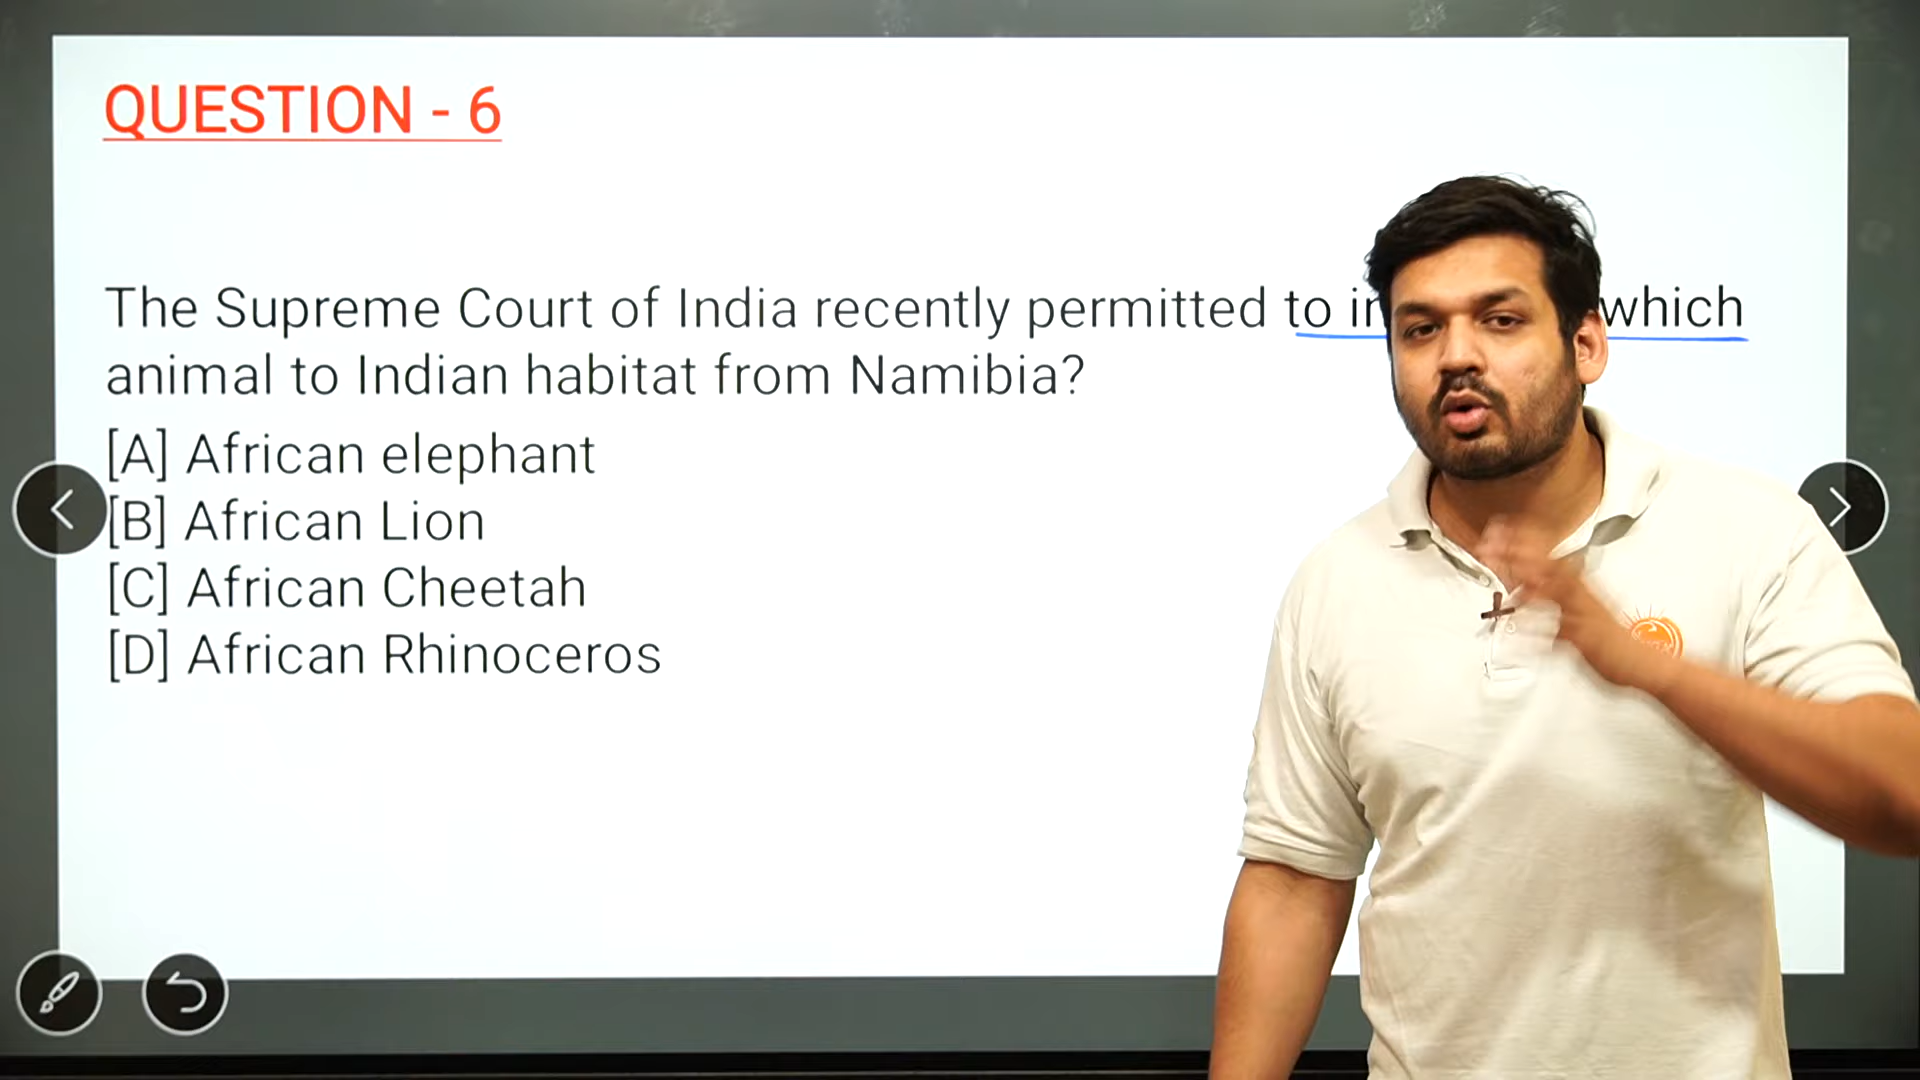 QUESTION - 6
The Supreme Court of India recently permitted to which
animal to Indian habitat from Namibia?
[A] African elephant
[B] African Lion
[C] African Cheetah
[D] African Rhinoceros